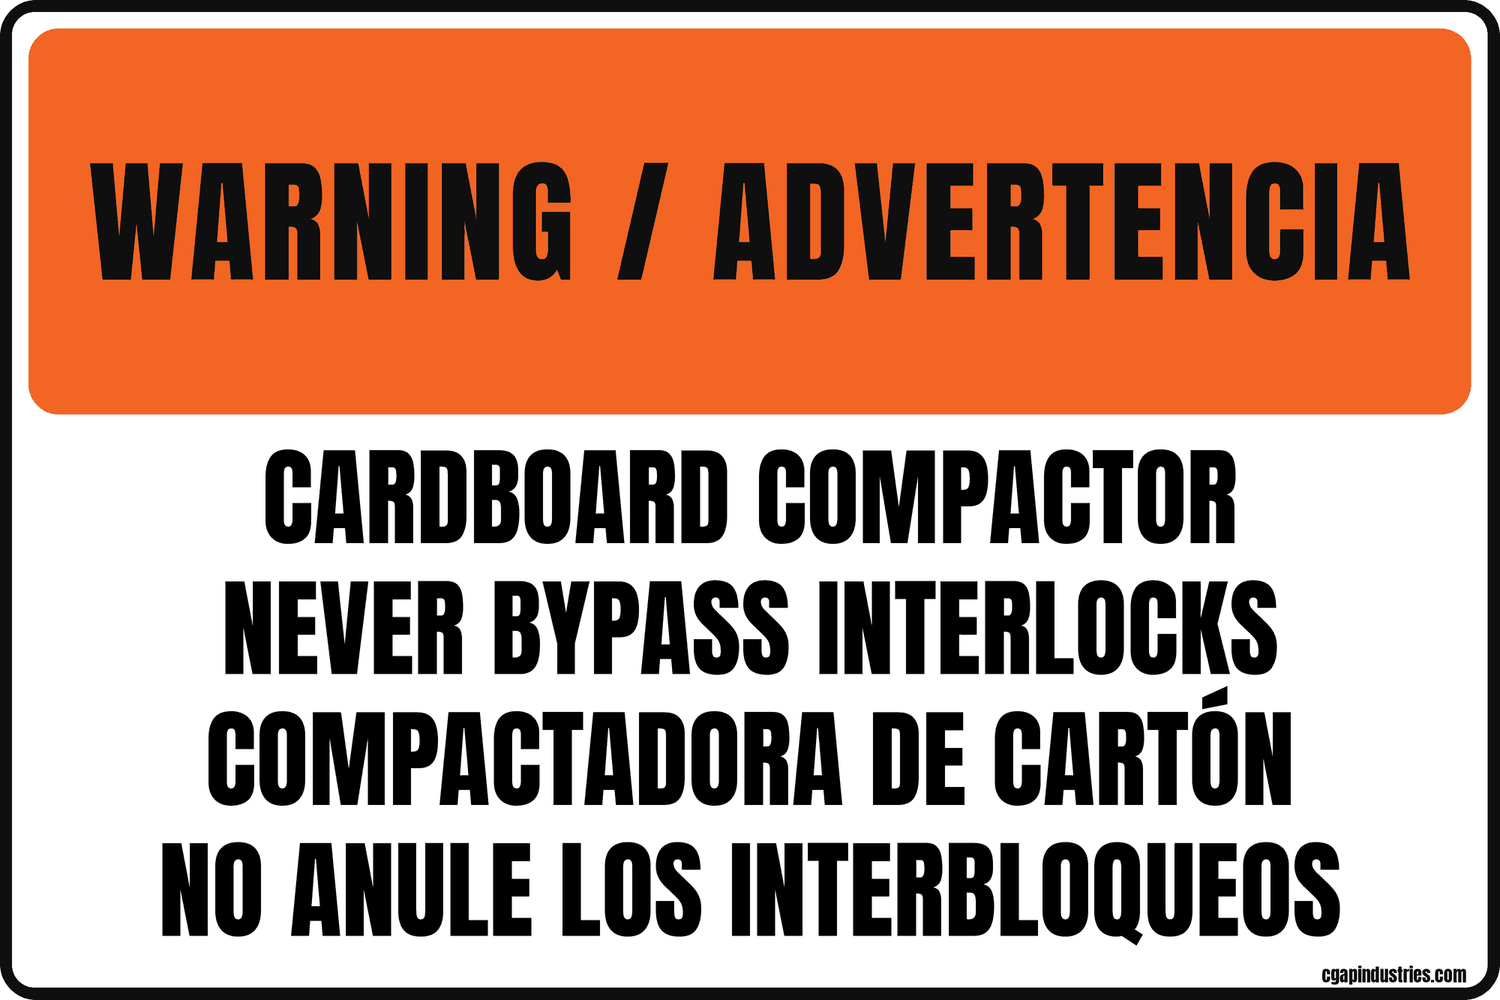 WARNING / ADVERTENCIA
CARDBOARD COMPACTOR
NEVER BYPASS INTERLOCKS
COMPACTADORA DE CARTÓN
NO ANULE LOS INTERBLOQUEOS
cgapindustries.com